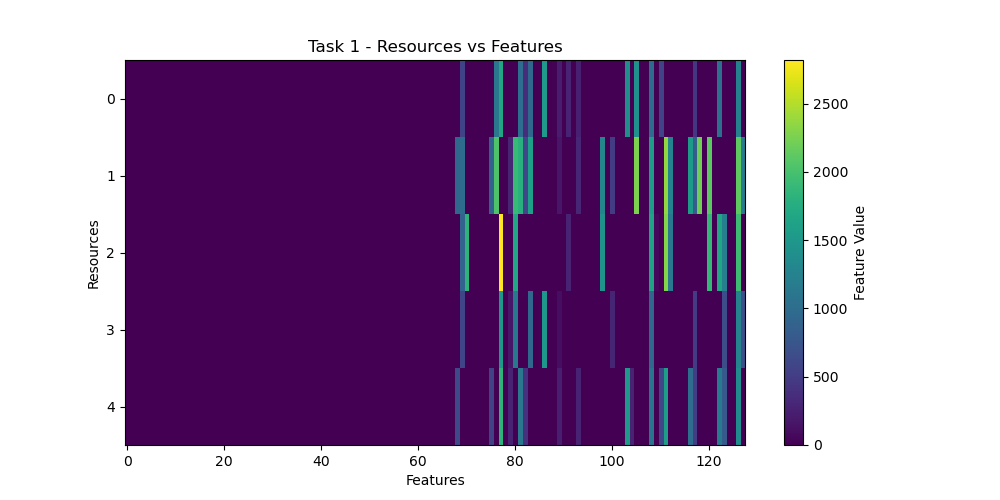 Task 1 - Resources vs Features
0
1
2
3
4
Resources
0 20 40 60 80 100 120
Features
2500
2000
1500
1000
500
0
Feature Value